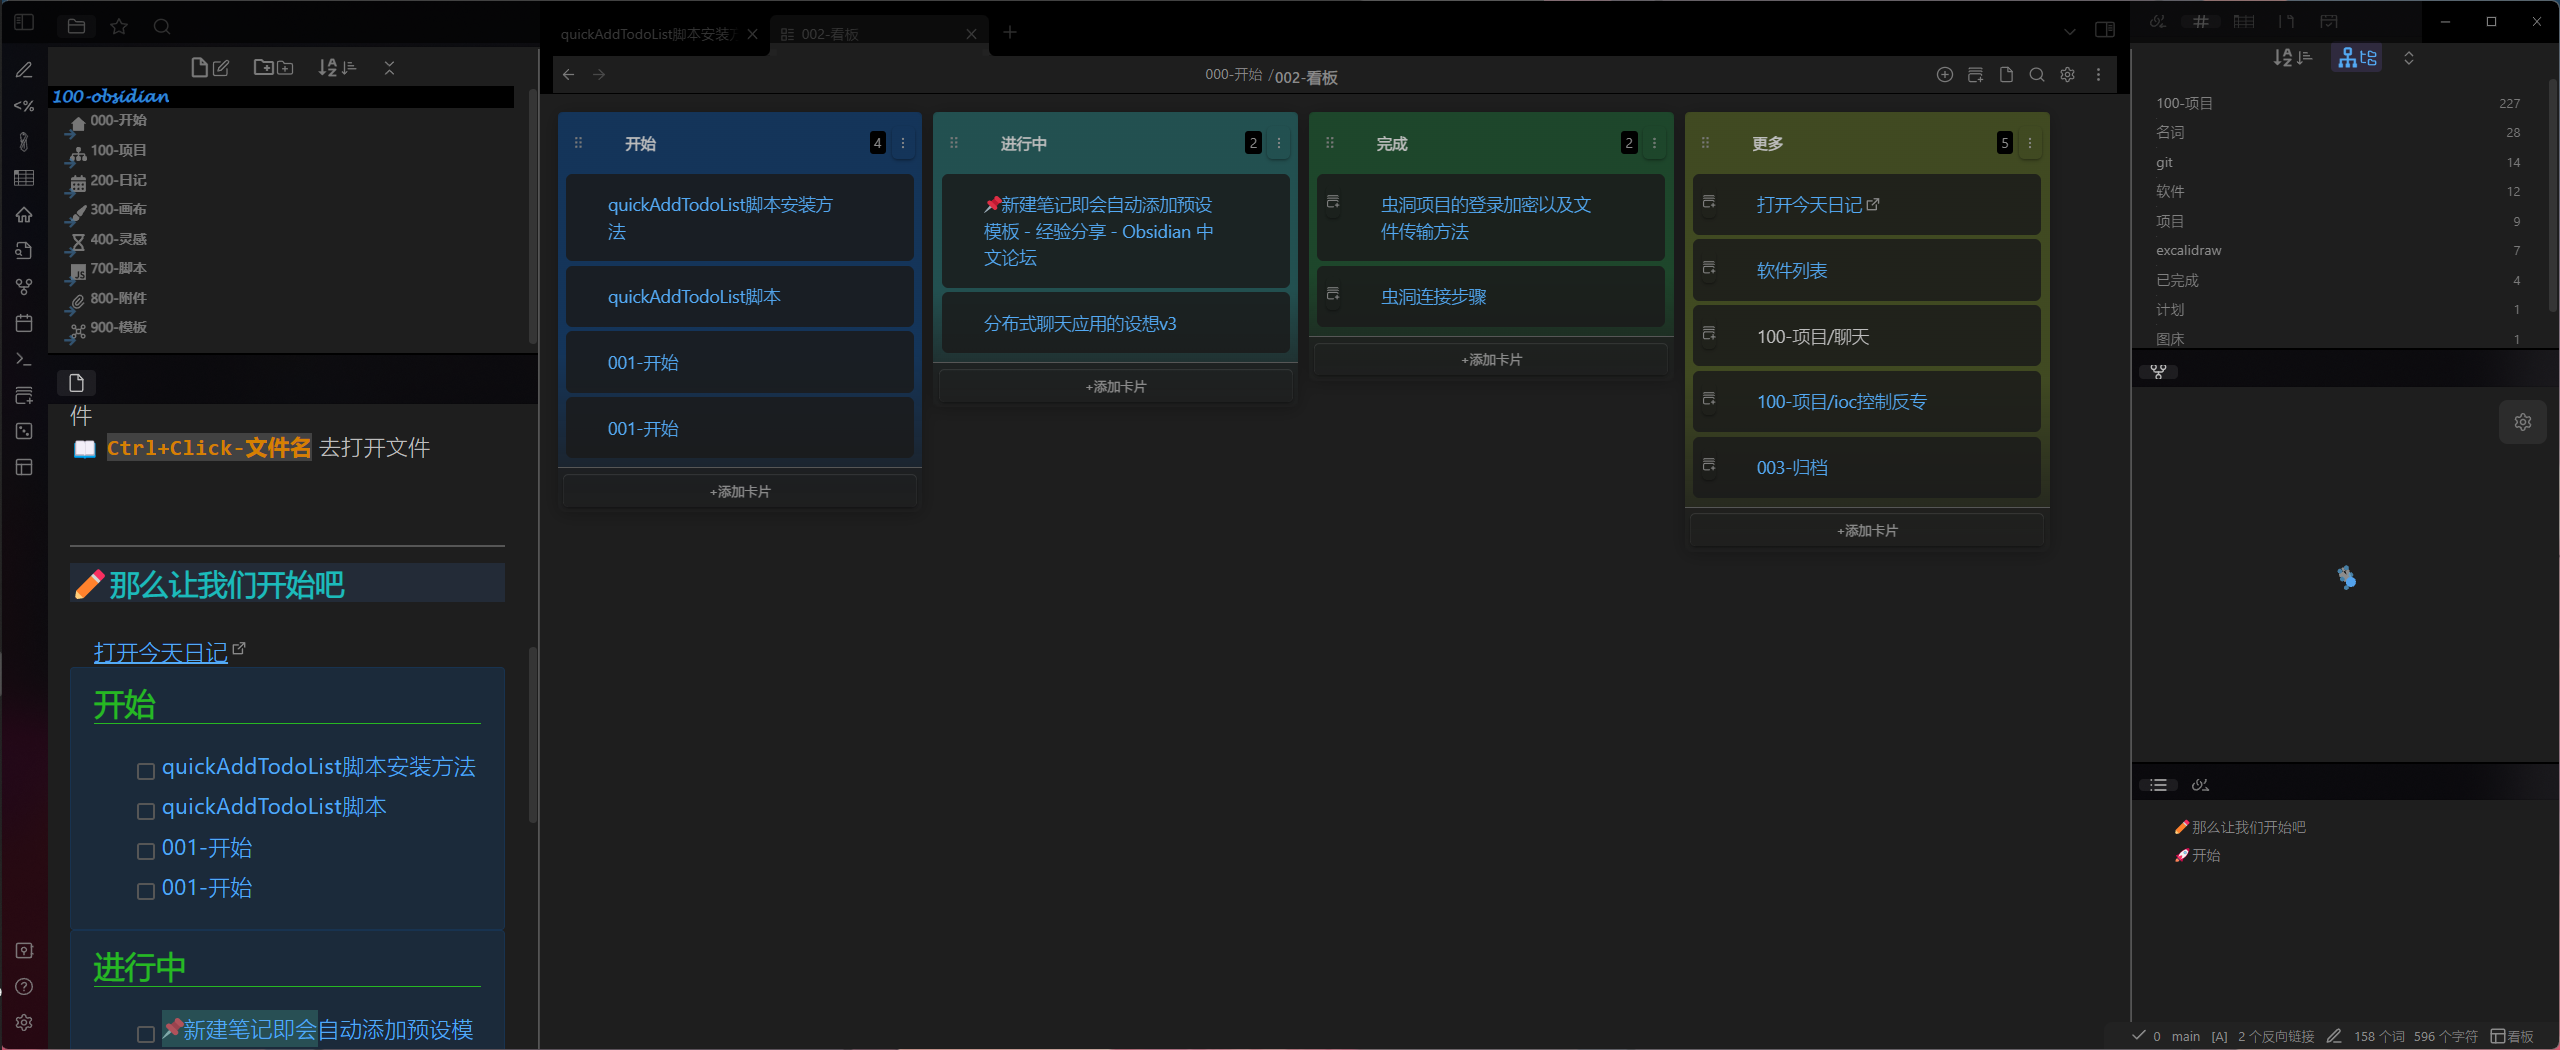 quickAddTodoList脚本安装方
002-看板
000-开始 /002-看板
100-obsidian
000-开始
100-项目
200-日记
300-画布
400-灵感
700-脚本
800-附件
900-模板
件
📖 Ctrl+Click-文件名 去打开文件
✏️那么让我们开始吧
打开今天日记
开始
quickAddTodoList脚本安装方法
quickAddTodoList脚本
001-开始
001-开始
进行中
📌新建笔记即会自动添加预设模
开始
4
quickAddTodoList脚本安装方
法
quickAddTodoList脚本
001-开始
001-开始
+添加卡片
进行中
2
📌新建笔记即会自动添加预设
模板 - 经验分享 - Obsidian 中
文论坛
分布式聊天应用的设想v3
+添加卡片
完成
2
虫洞项目的登录加密以及文
件传输方法
虫洞连接步骤
+添加卡片
更多
5
打开今天日记
软件列表
100-项目/聊天
100-项目/ioc控制反专
003-归档
+添加卡片
100-项目 227
名词 28
git 14
软件 12
项目 9
excalidraw 7
已完成 4
计划 1
图床 1
✏️那么让我们开始吧
🚀开始
0 main [A] 2 个反向链接 158 个词 596 个字符 看板